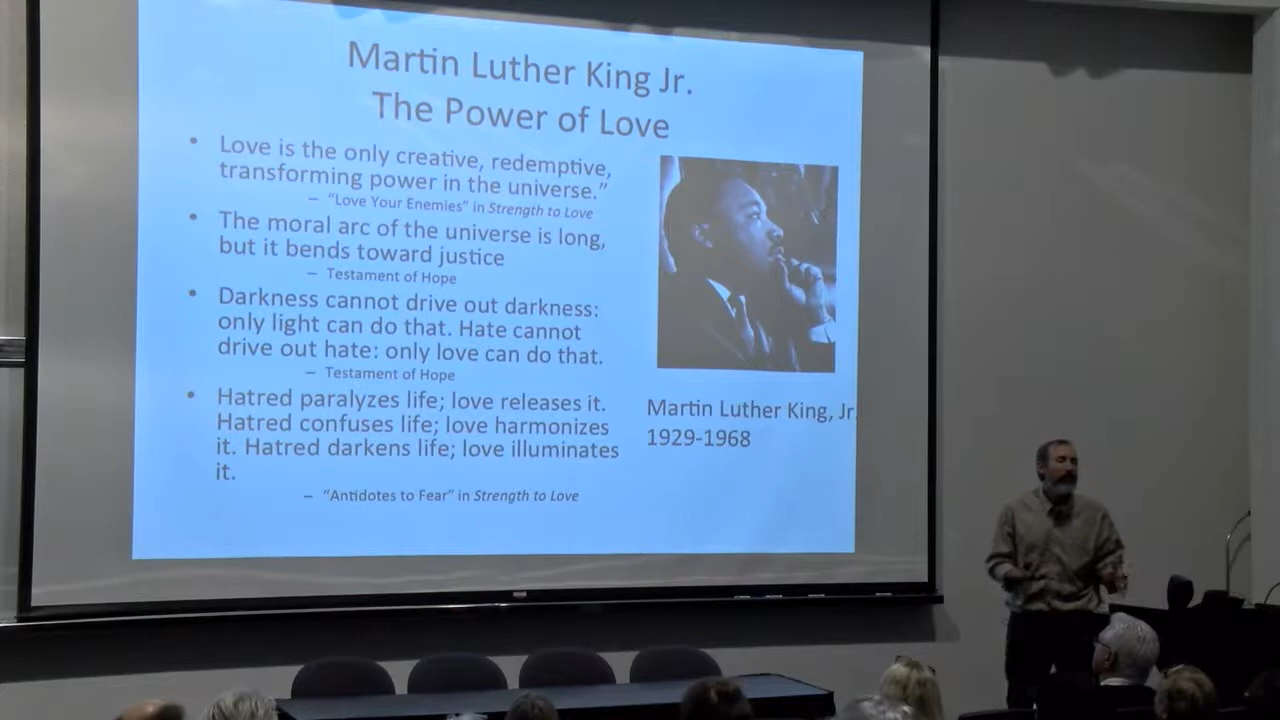 Martin Luther King Jr.
The Power of Love
• Love is the only creative, redemptive,
transforming power in the universe.”
– “Love Your Enemies” in Strength to Love
• The moral arc of the universe is long,
but it bends toward justice
– Testament of Hope
• Darkness cannot drive out darkness:
only light can do that. Hate cannot
drive out hate: only love can do that.
– Testament of Hope
• Hatred paralyzes life; love releases it.
Hatred confuses life; love harmonizes
it. Hatred darkens life; love illuminates
it.
– “Antidotes to Fear” in Strength to Love
Martin Luther King, Jr.
1929-1968